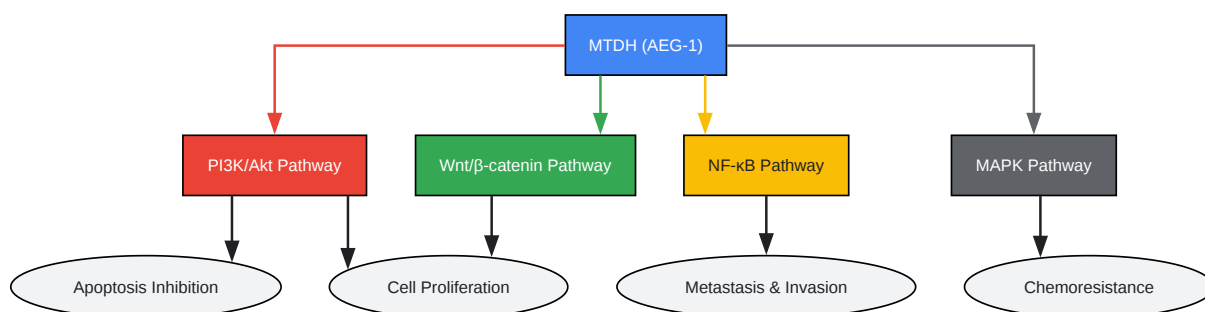 MTDH (AEG-1)
PI3K/Akt Pathway
Wnt/β-catenin Pathway
NF-κB Pathway
MAPK Pathway
Apoptosis Inhibition
Cell Proliferation
Metastasis & Invasion
Chemoresistance